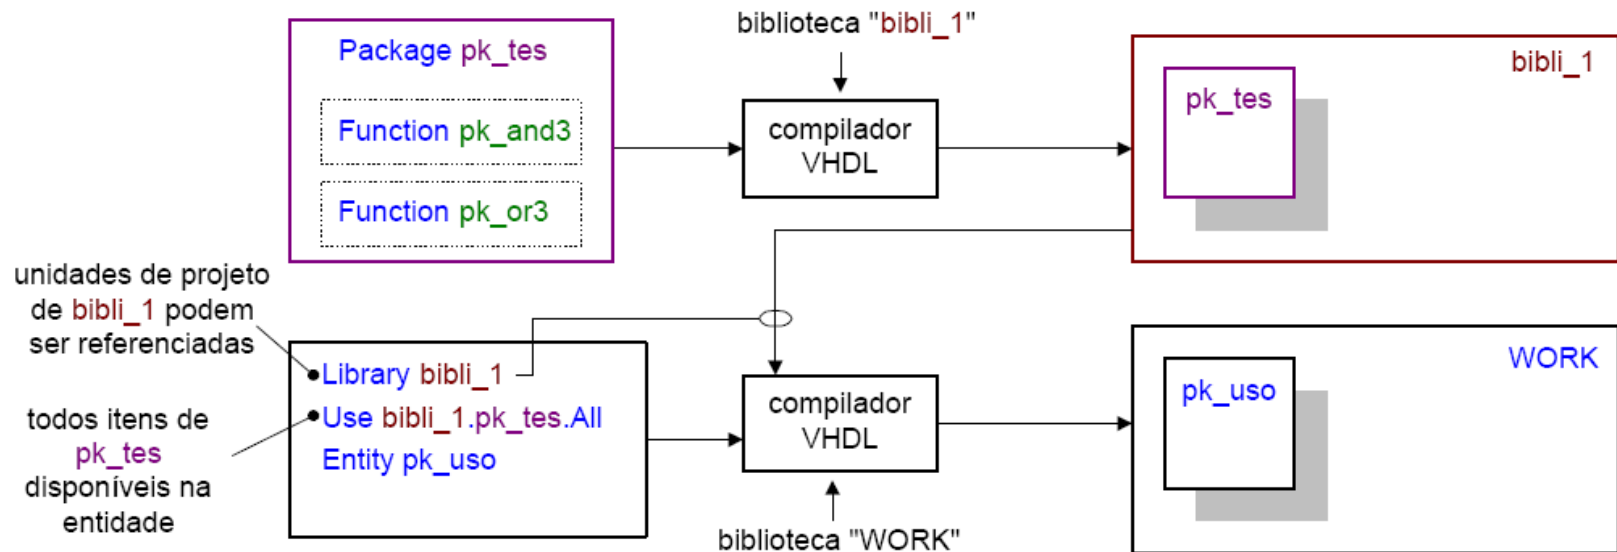 biblioteca "bibli_1"
Package pk_tes
Function pk_and3
Function pk_or3
compilador
VHDL
bibli_1
pk_tes
unidades de projeto
de bibli_1 podem
ser referenciadas
todos itens de
pk_tes
disponíveis na
entidade
Library bibli_1
Use bibli_1.pk_tes.All
Entity pk_uso
compilador
VHDL
biblioteca "WORK"
WORK
pk_uso